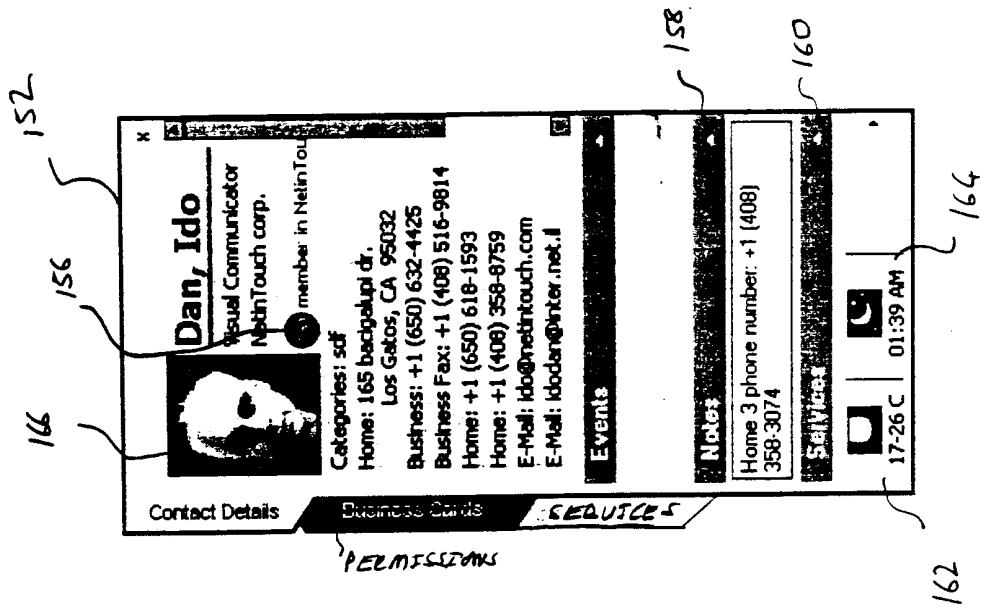 152
166
156
Dan, Ido
Visual Communicator
NetinTouch corp.
member in NetinTou
x
Categories: sdf
Home: 165 bacigalupi dr.
Los Gatos, CA 95032
Business: +1 (650) 632-4425
Business Fax: +1 (408) 516-9814
Home: +1 (650) 618-1593
Home: +1 (408) 358-8759
E-Mail: ido@netintouch.com
E-Mail: idodan@inter.net.il
Events
Notes
158
Home 3 phone number: +1 (408)
358-3074
Services
160
17-26 C
01:39 AM
162
164
Contact Details
Business Cards
SERVICES
PERMISSIONS